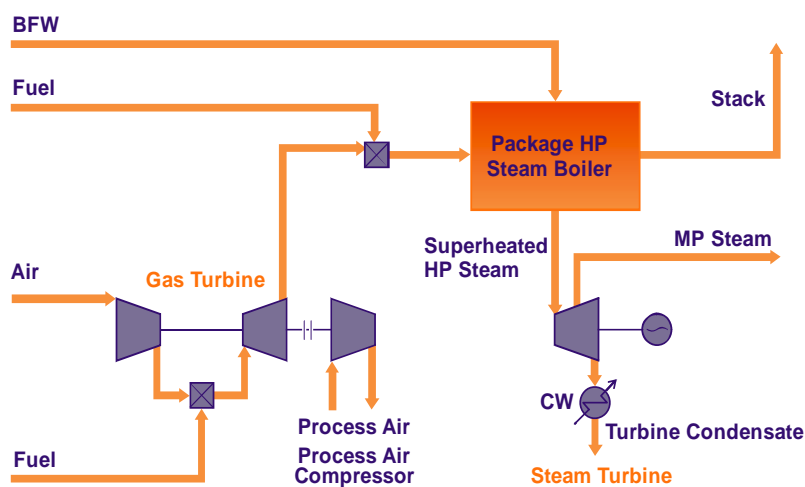 BFW
Fuel
Stack
Package HP
Steam Boiler
Superheated
HP Steam
MP Steam
Air
Gas Turbine
CW
Process Air
Process Air
Compressor
Turbine Condensate
Fuel
Steam Turbine